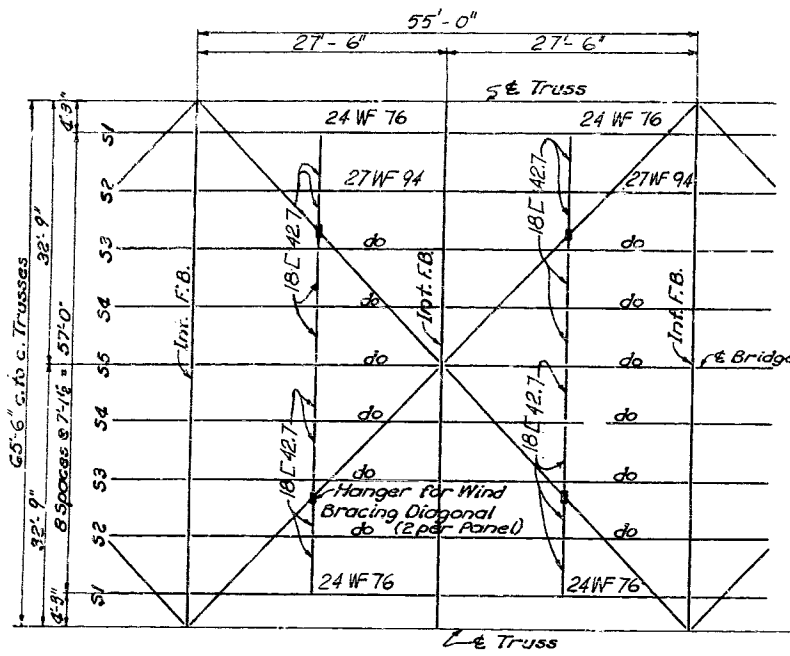 55'-0"
27'-6"
27'-6"
℄ Truss
4'-3"
S1
24 WF 76
24 WF 76
S2
27 WF 94
27 WF 94
18[42.7
18[42.7
S3
do
do
32'-9"
S4
do
do
Int. F.B.
Int. F.B.
Int. F.B.
65'-6" c. to c. Trusses
8 Spaces @ 7'-1½ = 57'-0"
S5
do
do
℄ Bridge
S4
do
do
18[42.7
18[42.7
S3
do
do
32'-9"
Hanger for Wind
Bracing Diagonal
S2
do (2 per Panel)
do
S1
24 WF 76
24 WF 76
4'-3"
℄ Truss